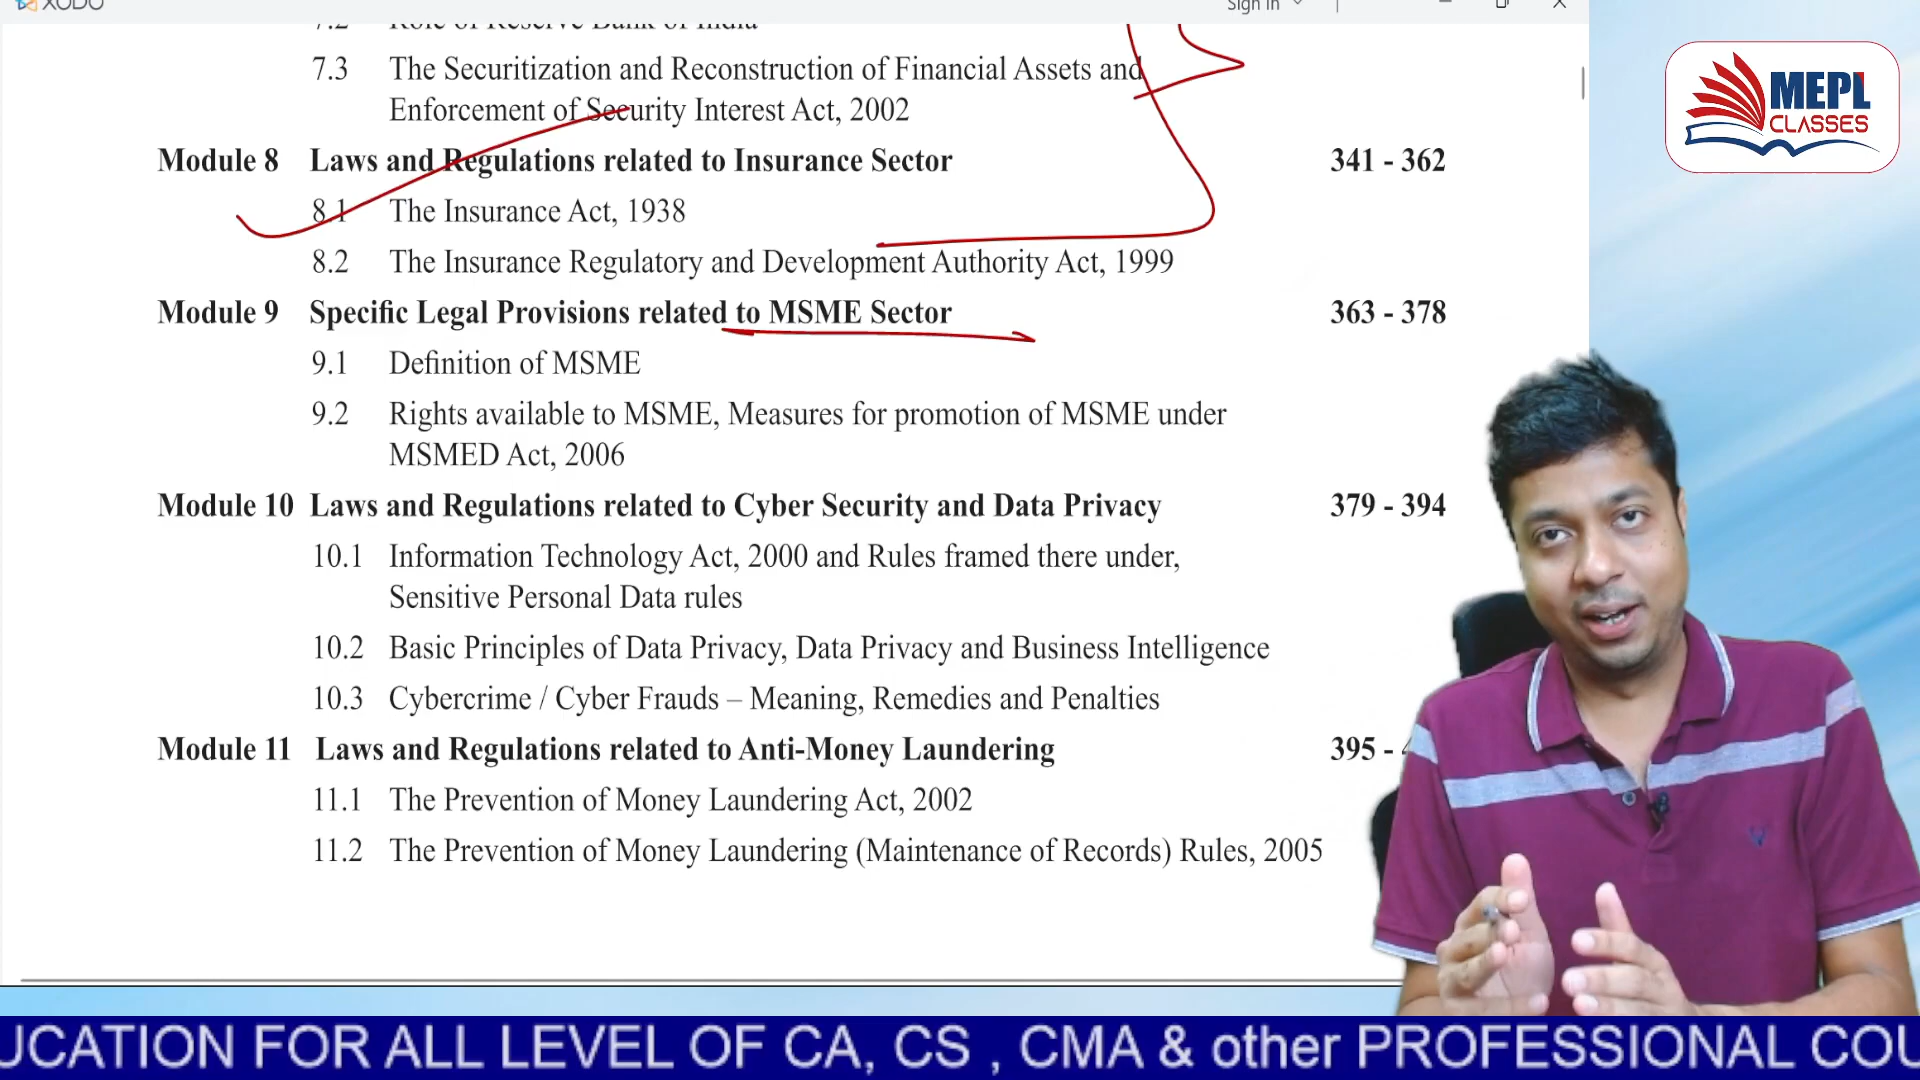 XODO
Sign in
7.2 Role of Reserve Bank of India
7.3 The Securitization and Reconstruction of Financial Assets and
Enforcement of Security Interest Act, 2002
Module 8 Laws and Regulations related to Insurance Sector 341 - 362
8.1 The Insurance Act, 1938
8.2 The Insurance Regulatory and Development Authority Act, 1999
Module 9 Specific Legal Provisions related to MSME Sector 363 - 378
9.1 Definition of MSME
9.2 Rights available to MSME, Measures for promotion of MSME under
MSMED Act, 2006
Module 10 Laws and Regulations related to Cyber Security and Data Privacy 379 - 394
10.1 Information Technology Act, 2000 and Rules framed there under,
Sensitive Personal Data rules
10.2 Basic Principles of Data Privacy, Data Privacy and Business Intelligence
10.3 Cybercrime / Cyber Frauds – Meaning, Remedies and Penalties
Module 11 Laws and Regulations related to Anti-Money Laundering 395 -
11.1 The Prevention of Money Laundering Act, 2002
11.2 The Prevention of Money Laundering (Maintenance of Records) Rules, 2005
MEPL
CLASSES
UCATION FOR ALL LEVEL OF CA, CS , CMA & other PROFESSIONAL COU